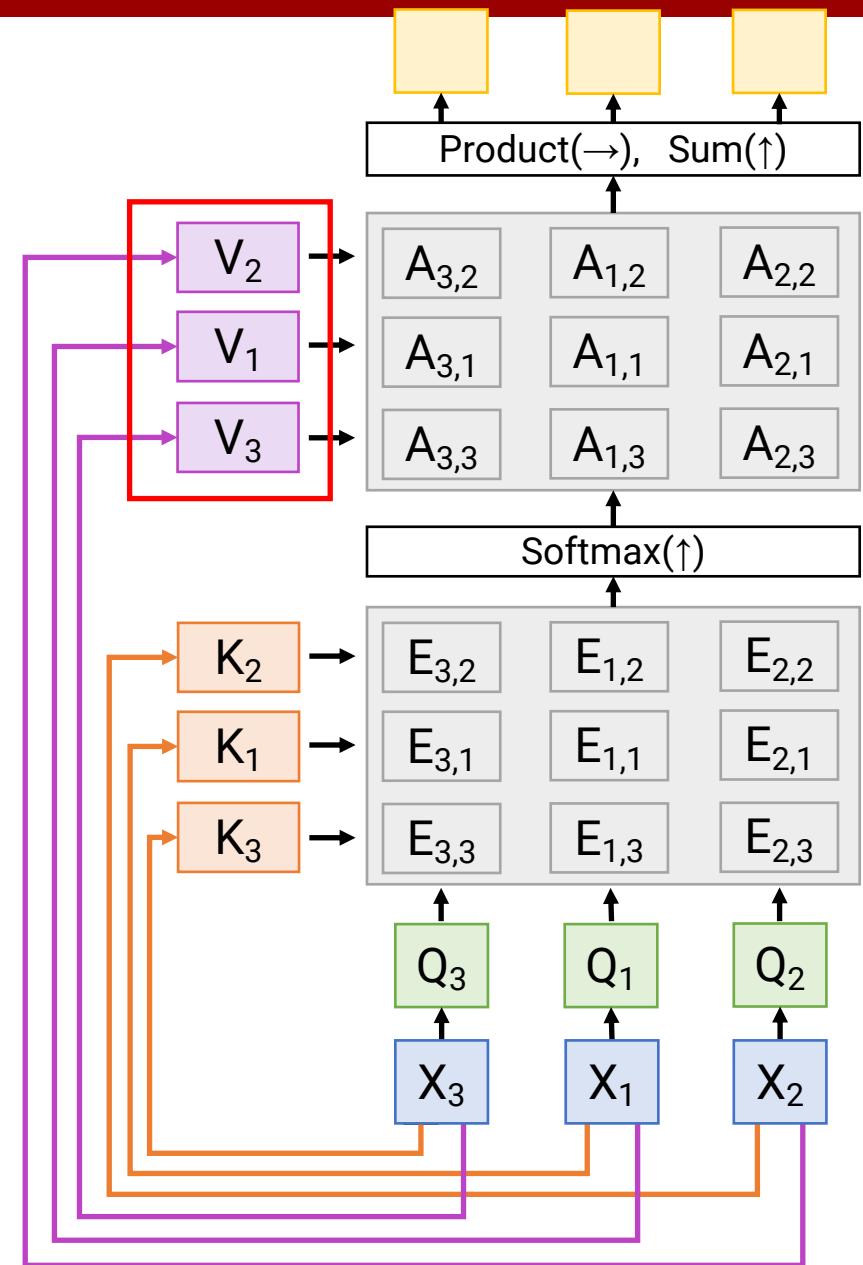 Product(→), Sum(↑)
V₂ A₃,₂ A₁,₂ A₂,₂
V₁ A₃,₁ A₁,₁ A₂,₁
V₃ A₃,₃ A₁,₃ A₂,₃
Softmax(↑)
K₂ E₃,₂ E₁,₂ E₂,₂
K₁ E₃,₁ E₁,₁ E₂,₁
K₃ E₃,₃ E₁,₃ E₂,₃
Q₃ Q₁ Q₂
X₃ X₁ X₂